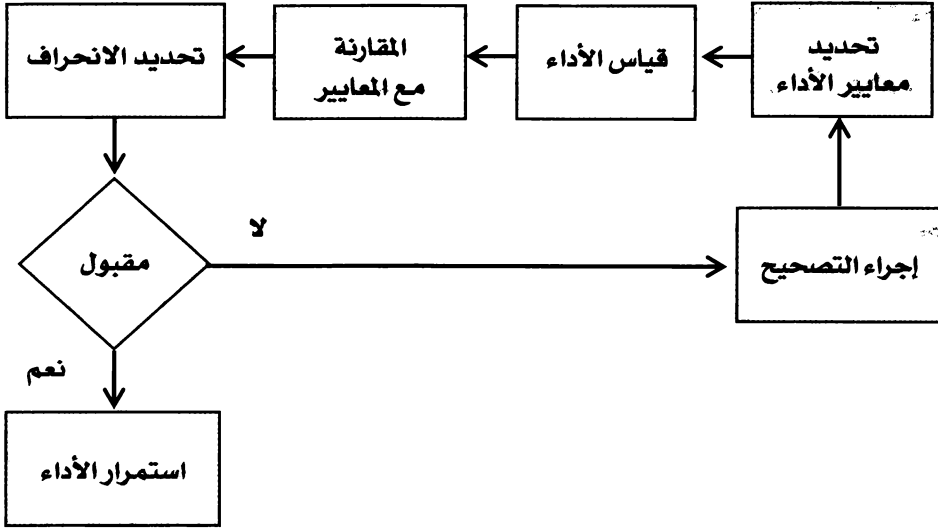 تحديد
معايير الأداء
قياس الأداء
المقارنة
مع المعايير
تحديد الانحراف
مقبول
لا
إجراء التصحيح
نعم
استمرار الأداء